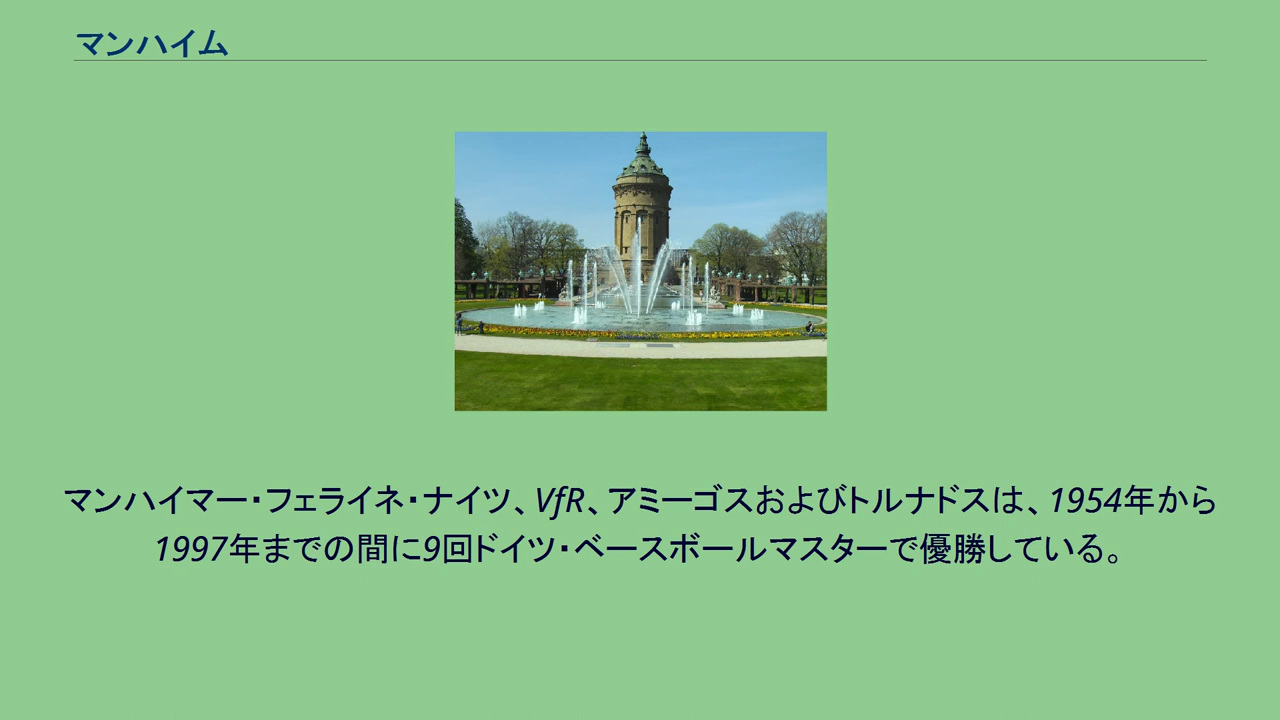 マンハイム
マンハイマー・フェライネ・ナイツ、VfR、アミーゴスおよびトルナドスは、1954年から
1997年までの間に9回ドイツ・ベースボールマスターで優勝している。